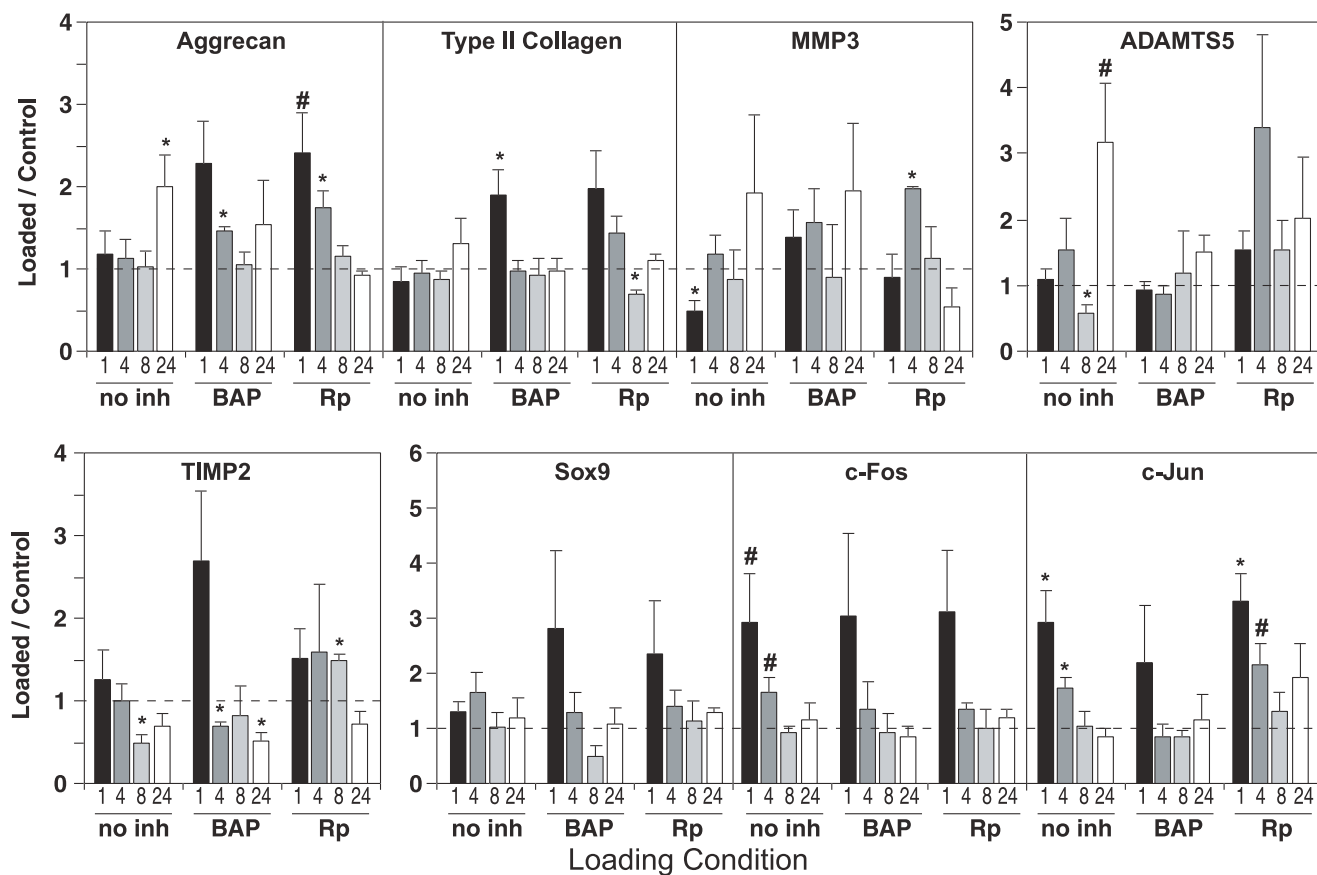 Aggrecan Type II Collagen MMP3 ADAMTS5
Loaded / Control
4
3
2
1
0
5
4
3
2
1
0
# # * * * * * * * *
1 4 8 24 1 4 8 24 1 4 8 24 1 4 8 24 1 4 8 24 1 4 8 24 1 4 8 24 1 4 8 24 1 4 8 24 1 4 8 24 1 4 8 24 1 4 8 24
no inh BAP Rp no inh BAP Rp no inh BAP Rp no inh BAP Rp
TIMP2 Sox9 c-Fos c-Jun
Loaded / Control
4
3
2
1
0
6
5
4
3
2
1
0
* * * * # # * * * #
1 4 8 24 1 4 8 24 1 4 8 24 1 4 8 24 1 4 8 24 1 4 8 24 1 4 8 24 1 4 8 24 1 4 8 24 1 4 8 24 1 4 8 24 1 4 8 24
no inh BAP Rp no inh BAP Rp no inh BAP Rp no inh BAP Rp
Loading Condition